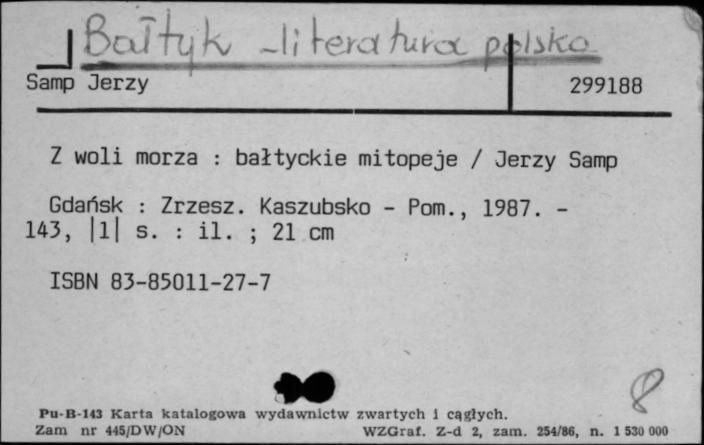 Bałtyk - literatura polska
Samp Jerzy 299188
Z woli morza : bałtyckie mitopeje / Jerzy Samp
Gdańsk : Zrzesz. Kaszubsko - Pom., 1987. -
143, |1| s. : il. ; 21 cm
ISBN 83-85011-27-7
8
Pu-B-143 Karta katalogowa wydawnictw zwartych i cągłych.
Zam nr 445/DW/ON WZGraf. Z-d 2, zam. 254/86, n. 1 530 000